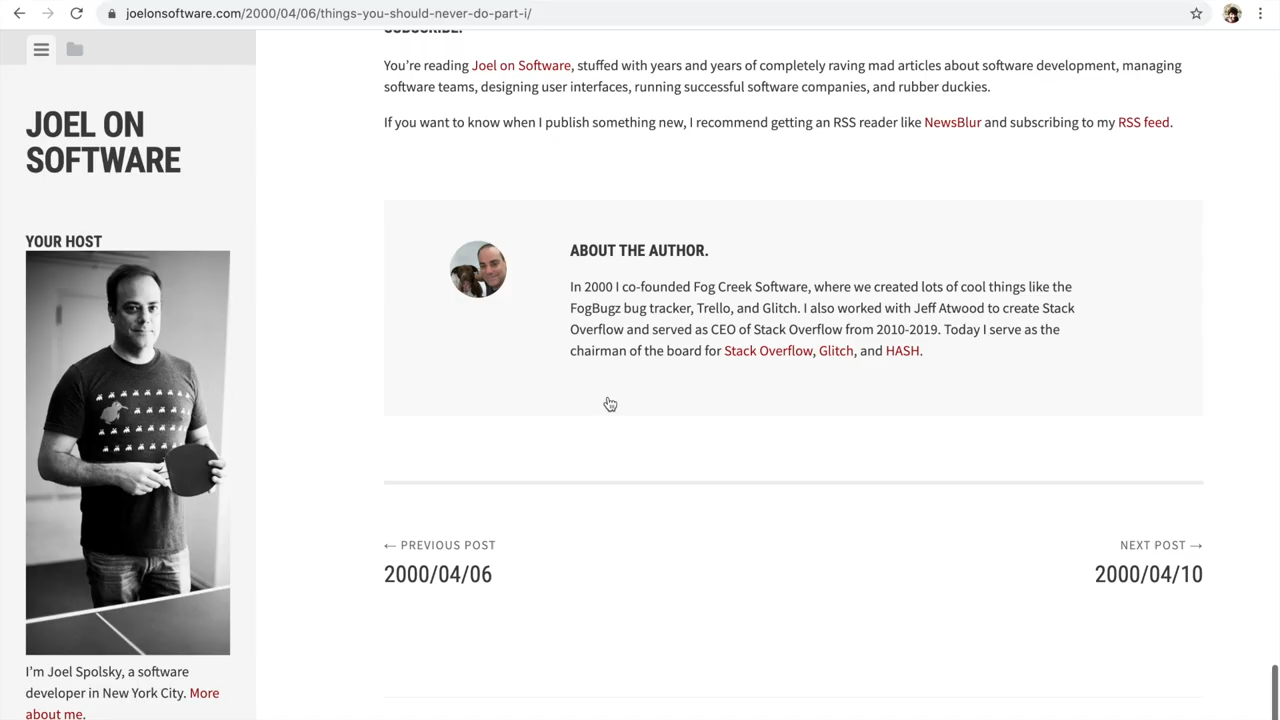 joelonsoftware.com/2000/04/06/things-you-should-never-do-part-i/
JOEL ON
SOFTWARE
YOUR HOST
I’m Joel Spolsky, a software
developer in New York City. More
about me.
SUBSCRIBE!
You’re reading Joel on Software, stuffed with years and years of completely raving mad articles about software development, managing
software teams, designing user interfaces, running successful software companies, and rubber duckies.
If you want to know when I publish something new, I recommend getting an RSS reader like NewsBlur and subscribing to my RSS feed.
ABOUT THE AUTHOR.
In 2000 I co-founded Fog Creek Software, where we created lots of cool things like the
FogBugz bug tracker, Trello, and Glitch. I also worked with Jeff Atwood to create Stack
Overflow and served as CEO of Stack Overflow from 2010-2019. Today I serve as the
chairman of the board for Stack Overflow, Glitch, and HASH.
← PREVIOUS POST
2000/04/06
NEXT POST →
2000/04/10